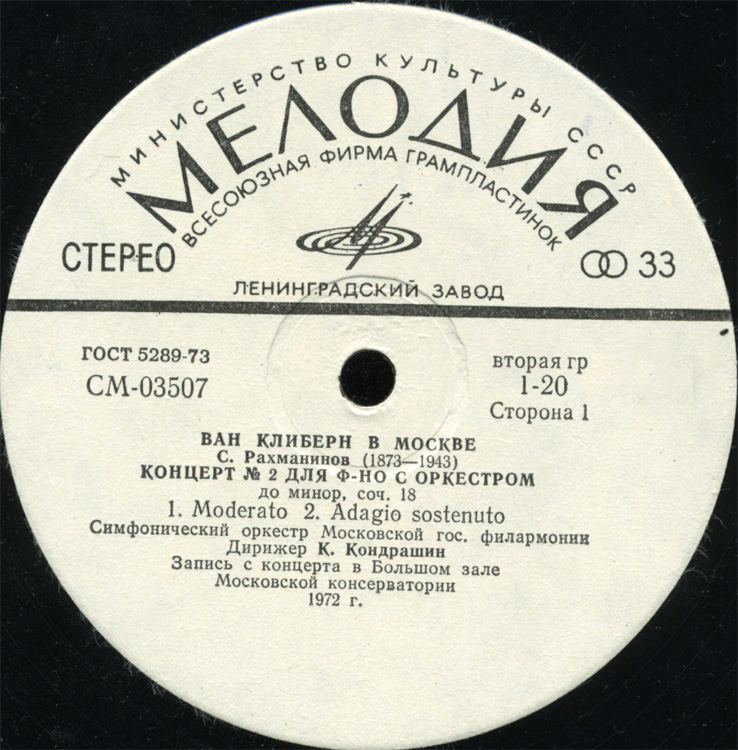 МИНИСТЕРСТВО КУЛЬТУРЫ СССР
МЕЛОДИЯ
ВСЕСОЮЗНАЯ ФИРМА ГРАМПЛАСТИНОК
СТЕРЕО
33
ЛЕНИНГРАДСКИЙ ЗАВОД
ГОСТ 5289-73
СМ-03507
вторая гр
1-20
Сторона 1
ВАН КЛИБЕРН В МОСКВЕ
С. Рахманинов (1873—1943)
КОНЦЕРТ № 2 ДЛЯ Ф-НО С ОРКЕСТРОМ
до минор, соч. 18
1. Moderato 2. Adagio sostenuto
Симфонический оркестр Московской гос. филармонии
Дирижер К. Кондрашин
Запись с концерта в Большом зале
Московской консерватории
1972 г.